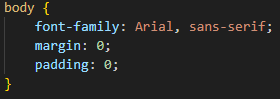 body {
    font-family: Arial, sans-serif;
    margin: 0;
    padding: 0;
}